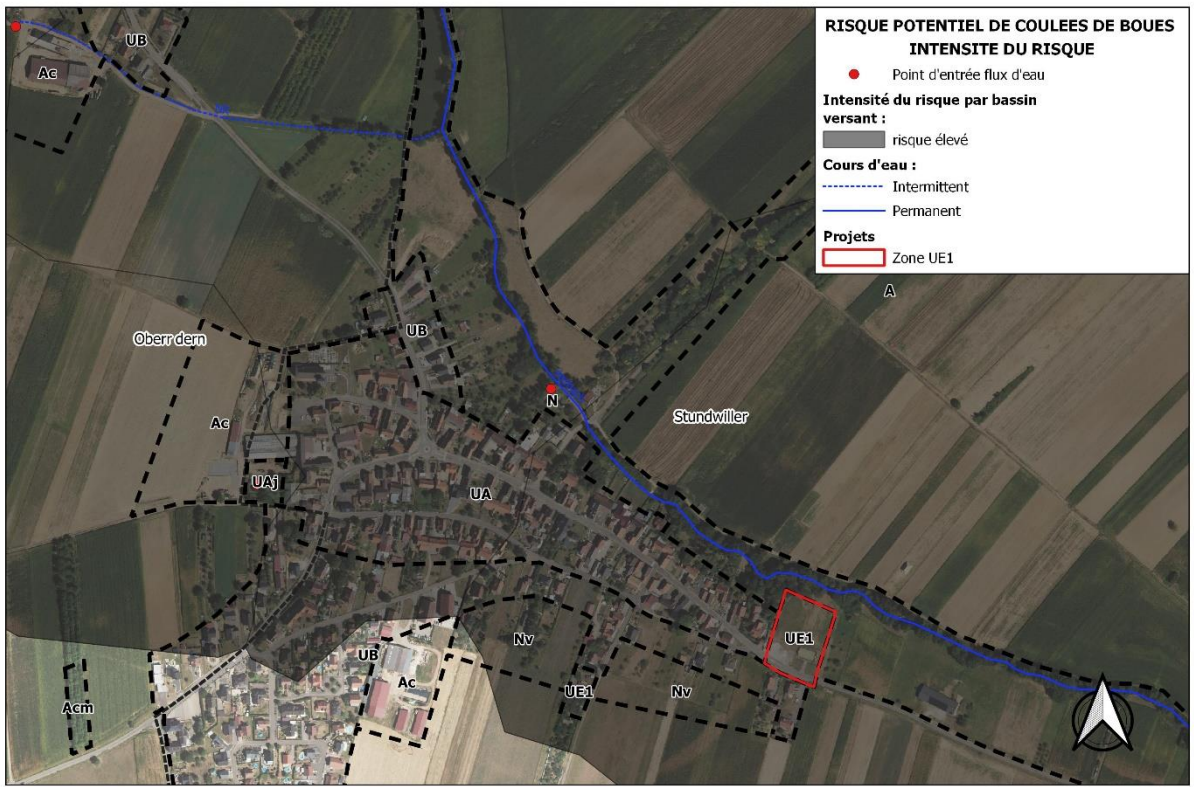 RISQUE POTENTIEL DE COULEES DE BOUES
INTENSITE DU RISQUE
Point d'entrée flux d'eau
Intensité du risque par bassin
versant :
risque élevé
Cours d'eau :
Intermittent
Permanent
Projets
Zone UE1
UB
Ac
A
Oberr dern
UB
N
Stundwiller
Ac
UAj
UA
UE1
Nv
UB
Ac
UE1
Nv
Acm